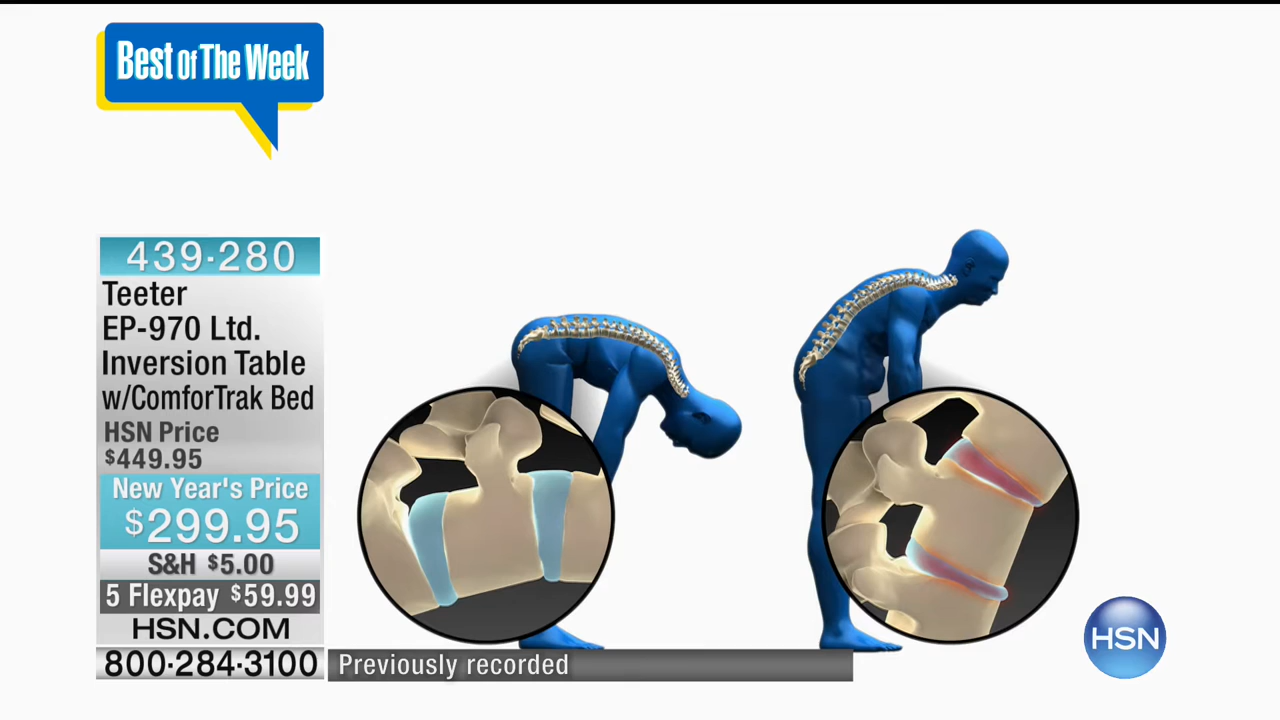 Best of The Week
439·280
Teeter
EP-970 Ltd.
Inversion Table
w/ComforTrak Bed
HSN Price
$449.95
New Year's Price
$299.95
S&H $5.00
5 Flexpay $59.99
HSN.COM
800·284·3100
Previously recorded
HSN